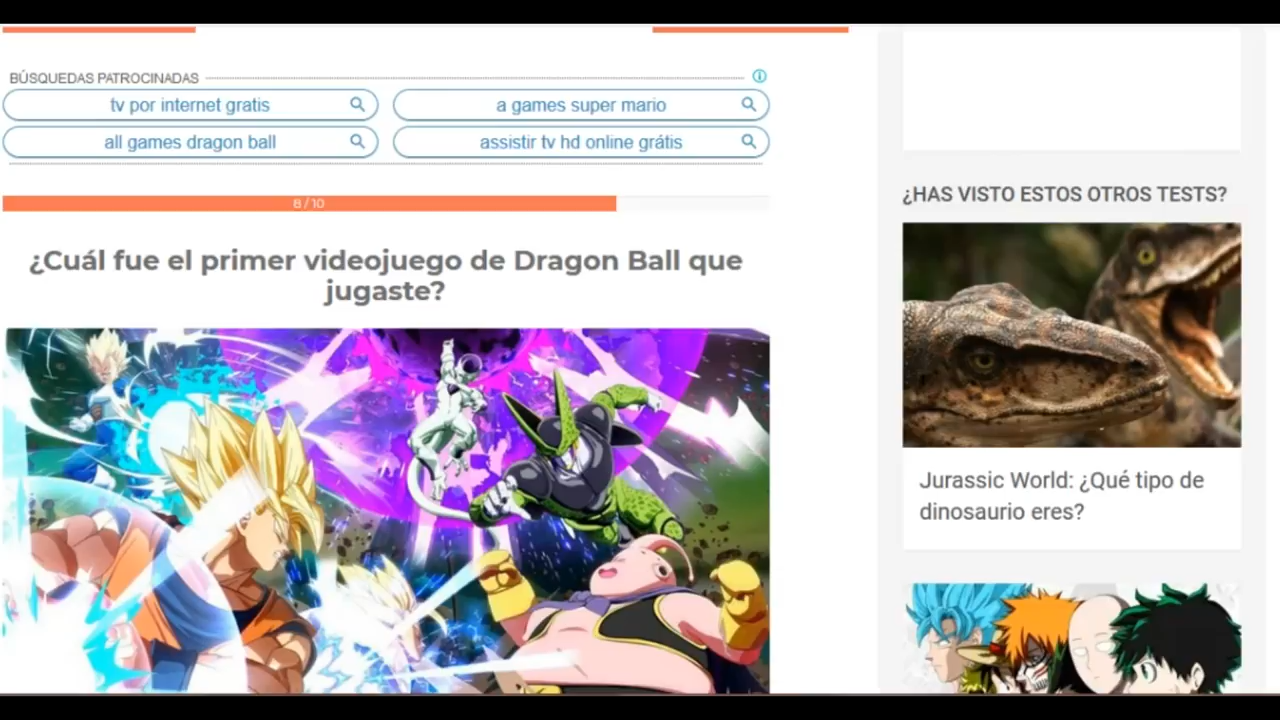 BÚSQUEDAS PATROCINADAS
tv por internet gratis
a games super mario
all games dragon ball
assistir tv hd online grátis
8 / 10
¿Cuál fue el primer videojuego de Dragon Ball que
jugaste?
¿HAS VISTO ESTOS OTROS TESTS?
Jurassic World: ¿Qué tipo de
dinosaurio eres?